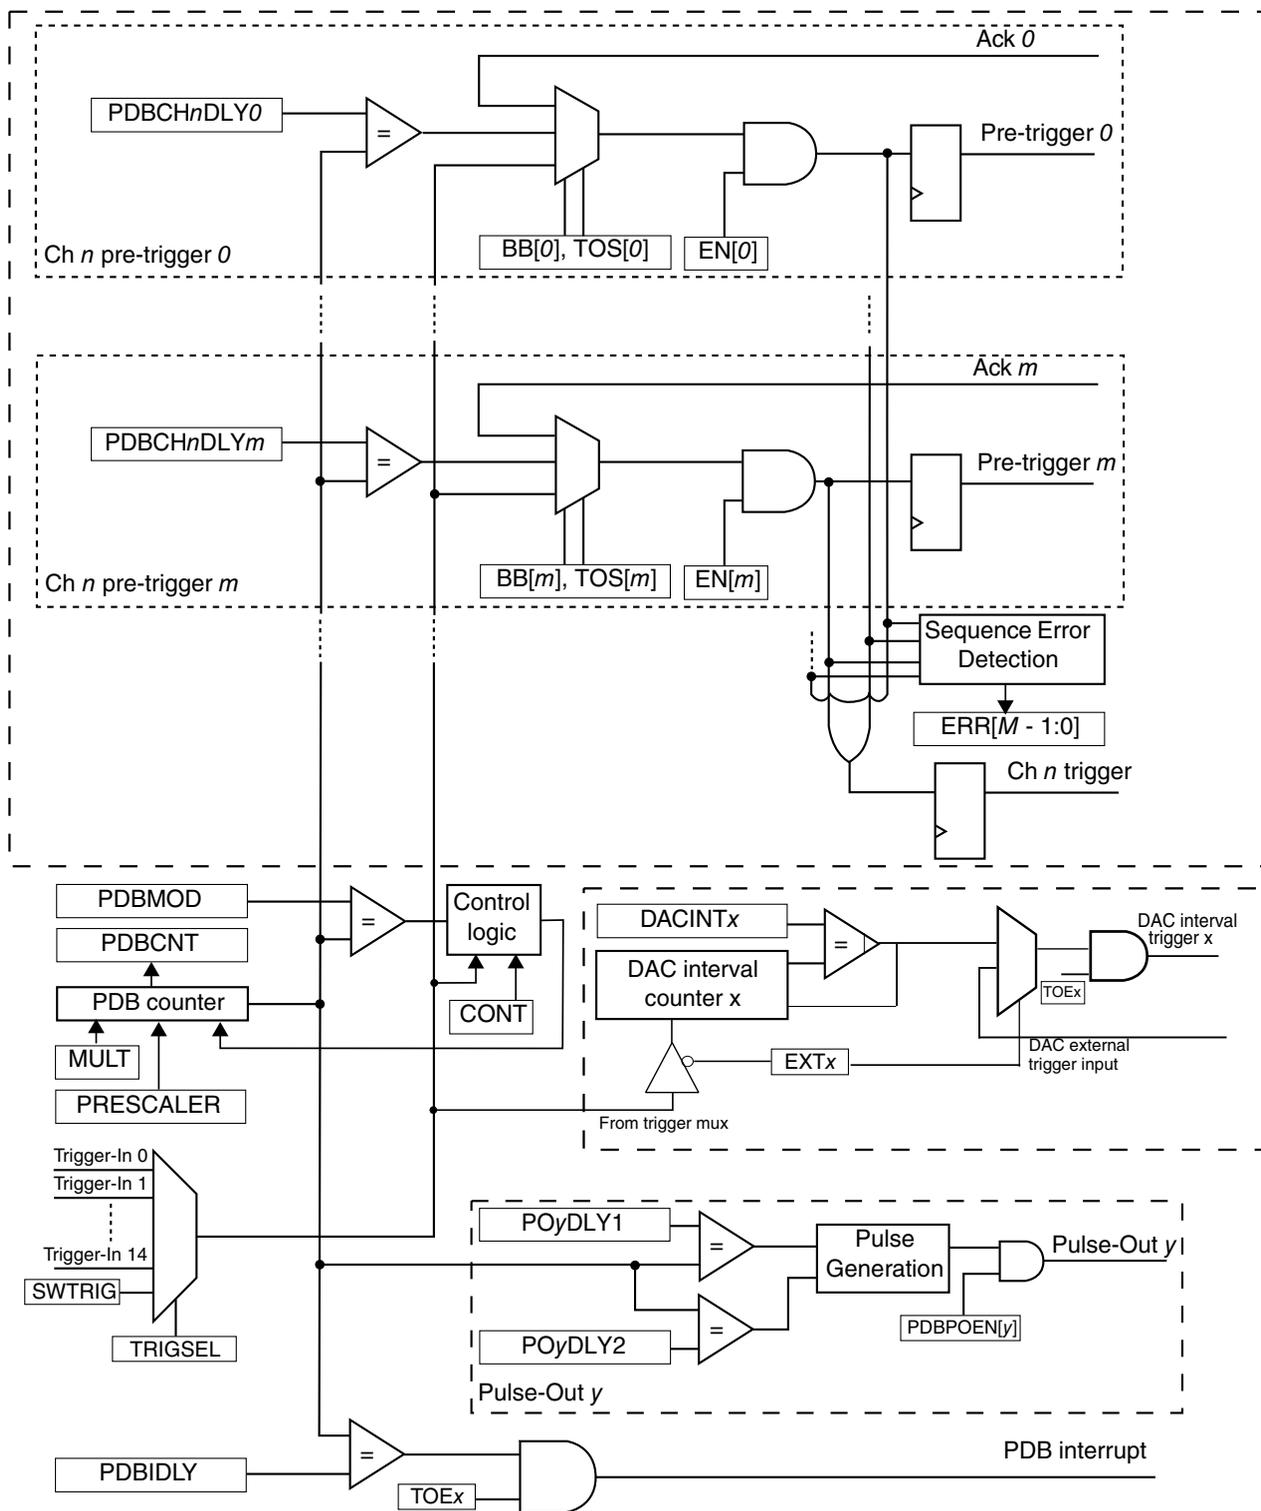 Ack 0
PDBCHnDLY0
=
Pre-trigger 0
BB[0], TOS[0]
EN[0]
Ch n pre-trigger 0
Ack m
PDBCHnDLYm
=
Pre-trigger m
BB[m], TOS[m]
EN[m]
Ch n pre-trigger m
Sequence Error
Detection
ERR[M - 1:0]
Ch n trigger
PDBMOD
=
Control
logic
PDBCNT
PDB counter
CONT
MULT
PRESCALER
DACINTx
=
DAC interval
counter x
DAC interval
trigger x
TOEx
DAC external
trigger input
EXTx
From trigger mux
Trigger-In 0
Trigger-In 1
Trigger-In 14
SWTRIG
TRIGSEL
POyDLY1
=
Pulse
Generation
Pulse-Out y
=
PDBPOEN[y]
POyDLY2
Pulse-Out y
=
PDB interrupt
PDBIDLY
TOEx